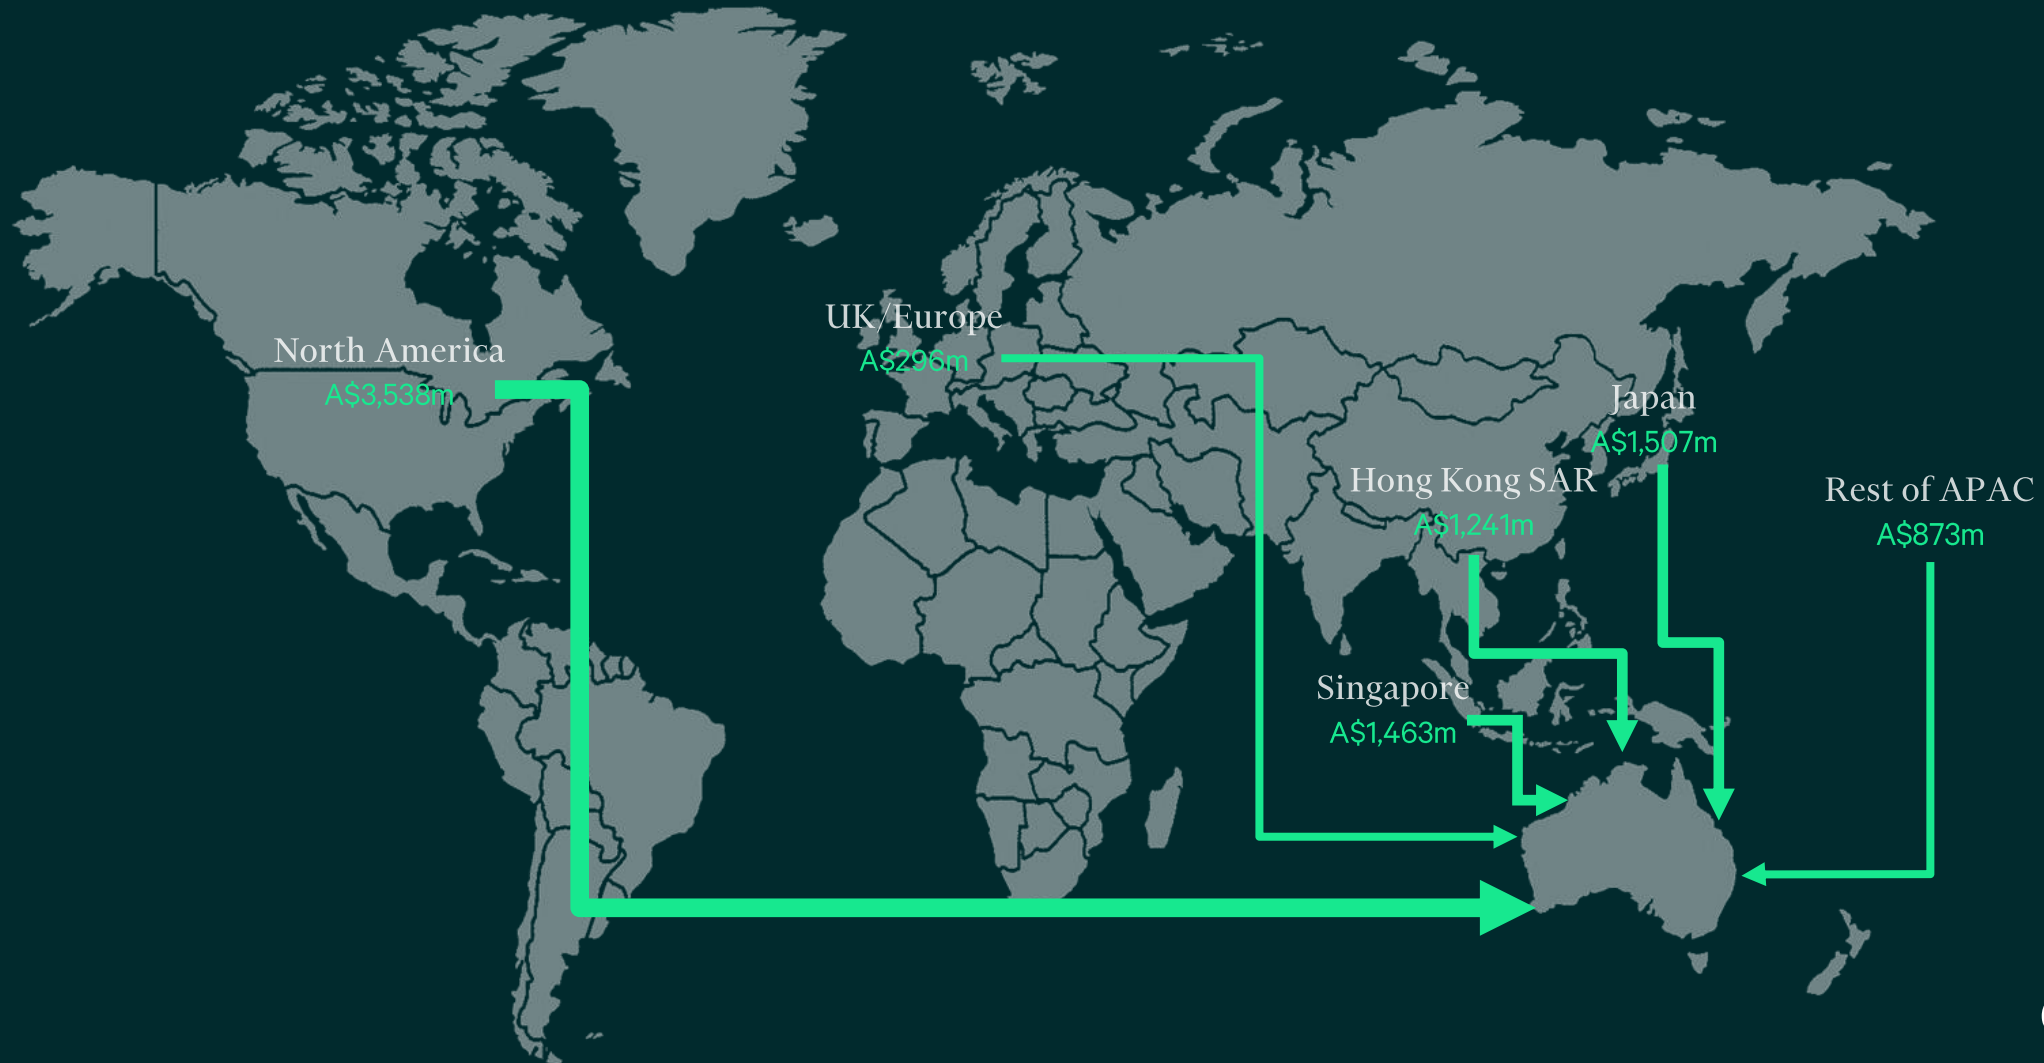 UK/Europe
A$296m
North America
A$3,538m
Japan
A$1,507m
Hong Kong SAR
A$1,241m
Rest of APAC
A$873m
Singapore
A$1,463m